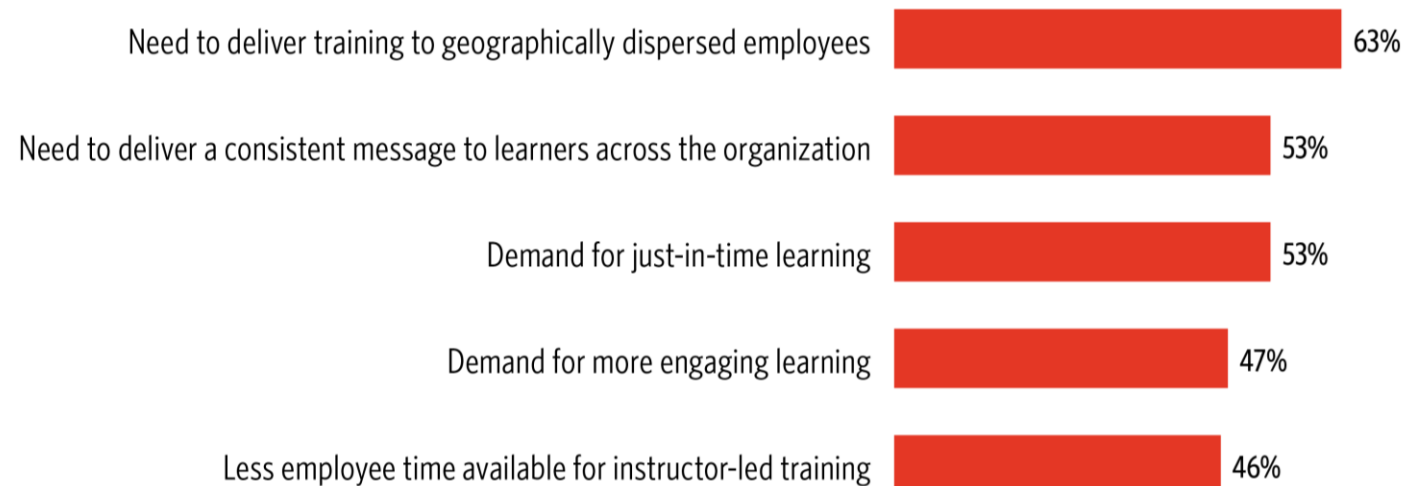 Need to deliver training to geographically dispersed employees 63%
Need to deliver a consistent message to learners across the organization 53%
Demand for just-in-time learning 53%
Demand for more engaging learning 47%
Less employee time available for instructor-led training 46%